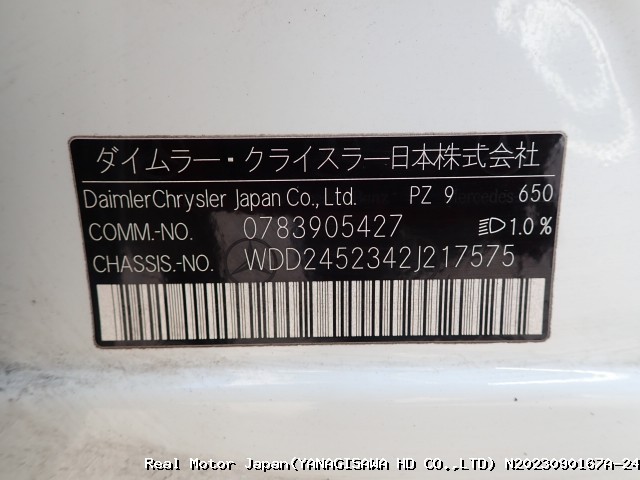 ダイムラー・クライスラー日本株式会社
DaimlerChrysler Japan Co., Ltd. PZ 9 650
COMM.-NO. 0783905427 1.0%
CHASSIS.-NO. WDD2452342J217575
Real Motor Japan(YANAGISAWA HD CO.,LTD) N2023090167A-24